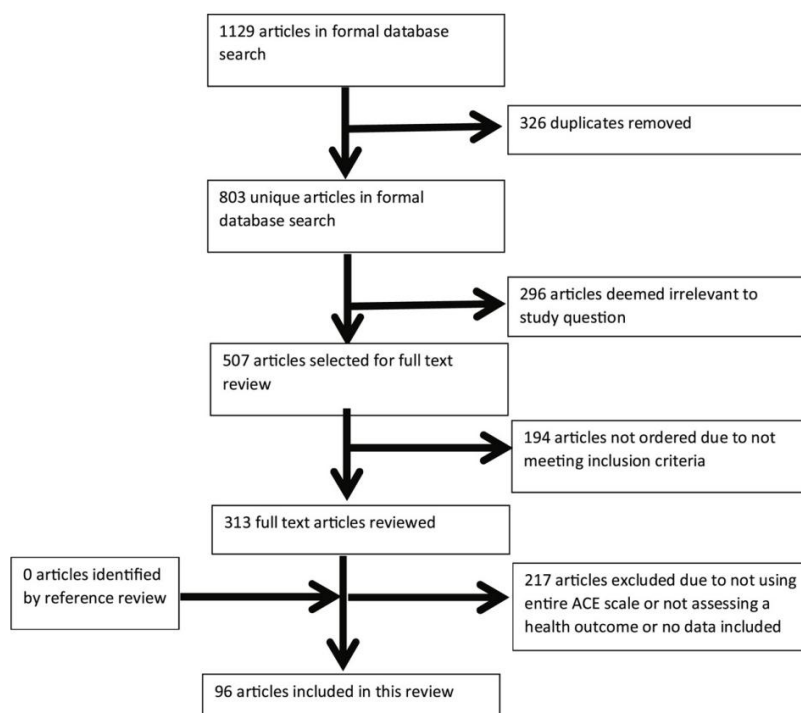 1129 articles in formal database
search
326 duplicates removed
803 unique articles in formal
database search
296 articles deemed irrelevant to
study question
507 articles selected for full text
review
194 articles not ordered due to not
meeting inclusion criteria
313 full text articles reviewed
0 articles identified
by reference review
217 articles excluded due to not using
entire ACE scale or not assessing a
health outcome or no data included
96 articles included in this review